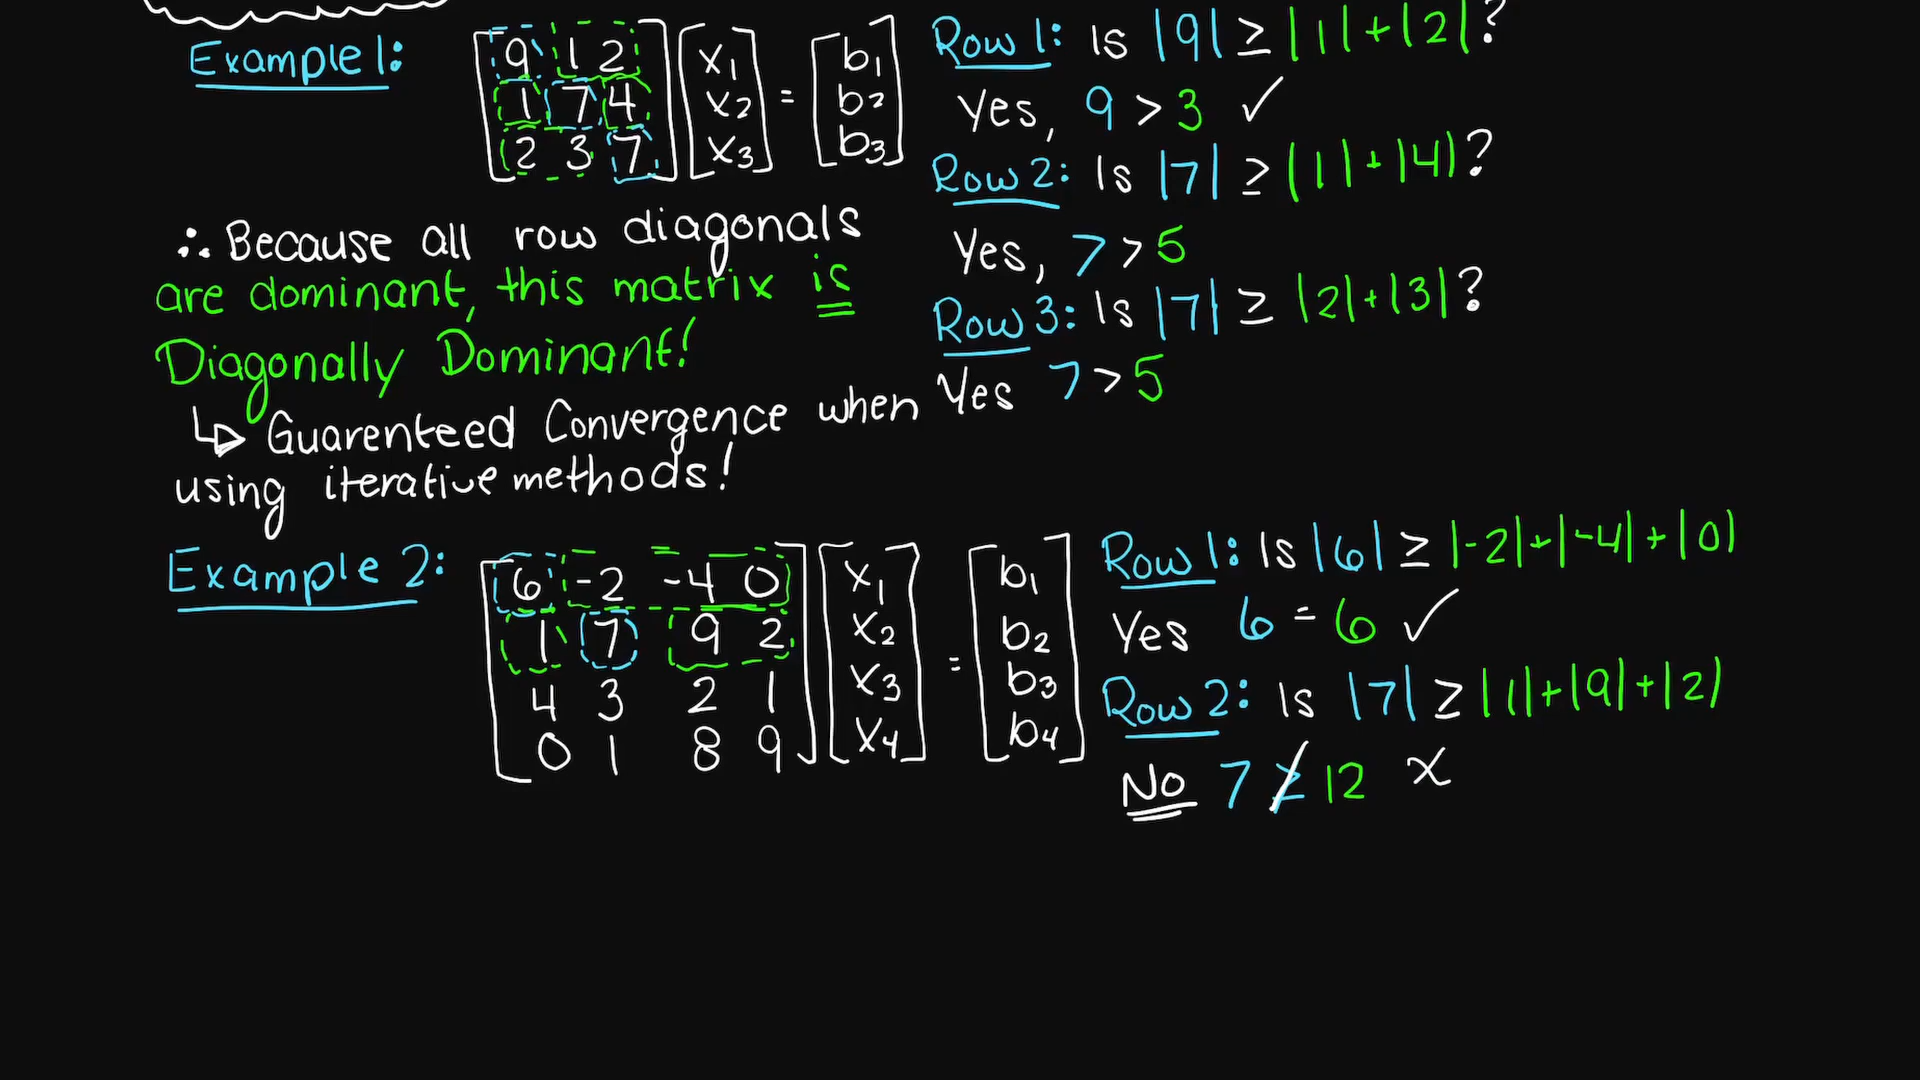 Example 1: [9 1 2] [x₁] = [b₁]
[1 7 4] [x₂] [b₂]
[2 3 7] [x₃] [b₃]
Row 1: Is |9| ≥ |1| + |2| ?
Yes, 9 > 3 ✓
Row 2: Is |7| ≥ |1| + |4| ?
Yes, 7 > 5
Row 3: Is |7| ≥ |2| + |3| ?
Yes 7 > 5
∴ Because all row diagonals
are dominant, this matrix is
Diagonally Dominant!
↳ Guarenteed Convergence when
using iterative methods!
Example 2: [6 -2 -4 0] [x₁] = [b₁]
[1 7 9 2] [x₂] [b₂]
[4 3 2 1] [x₃] [b₃]
[0 1 8 9] [x₄] [b₄]
Row 1: Is |6| ≥ |-2| + |-4| + |0|
Yes 6 = 6 ✓
Row 2: Is |7| ≥ |1| + |9| + |2|
No 7 ≱ 12 ✗